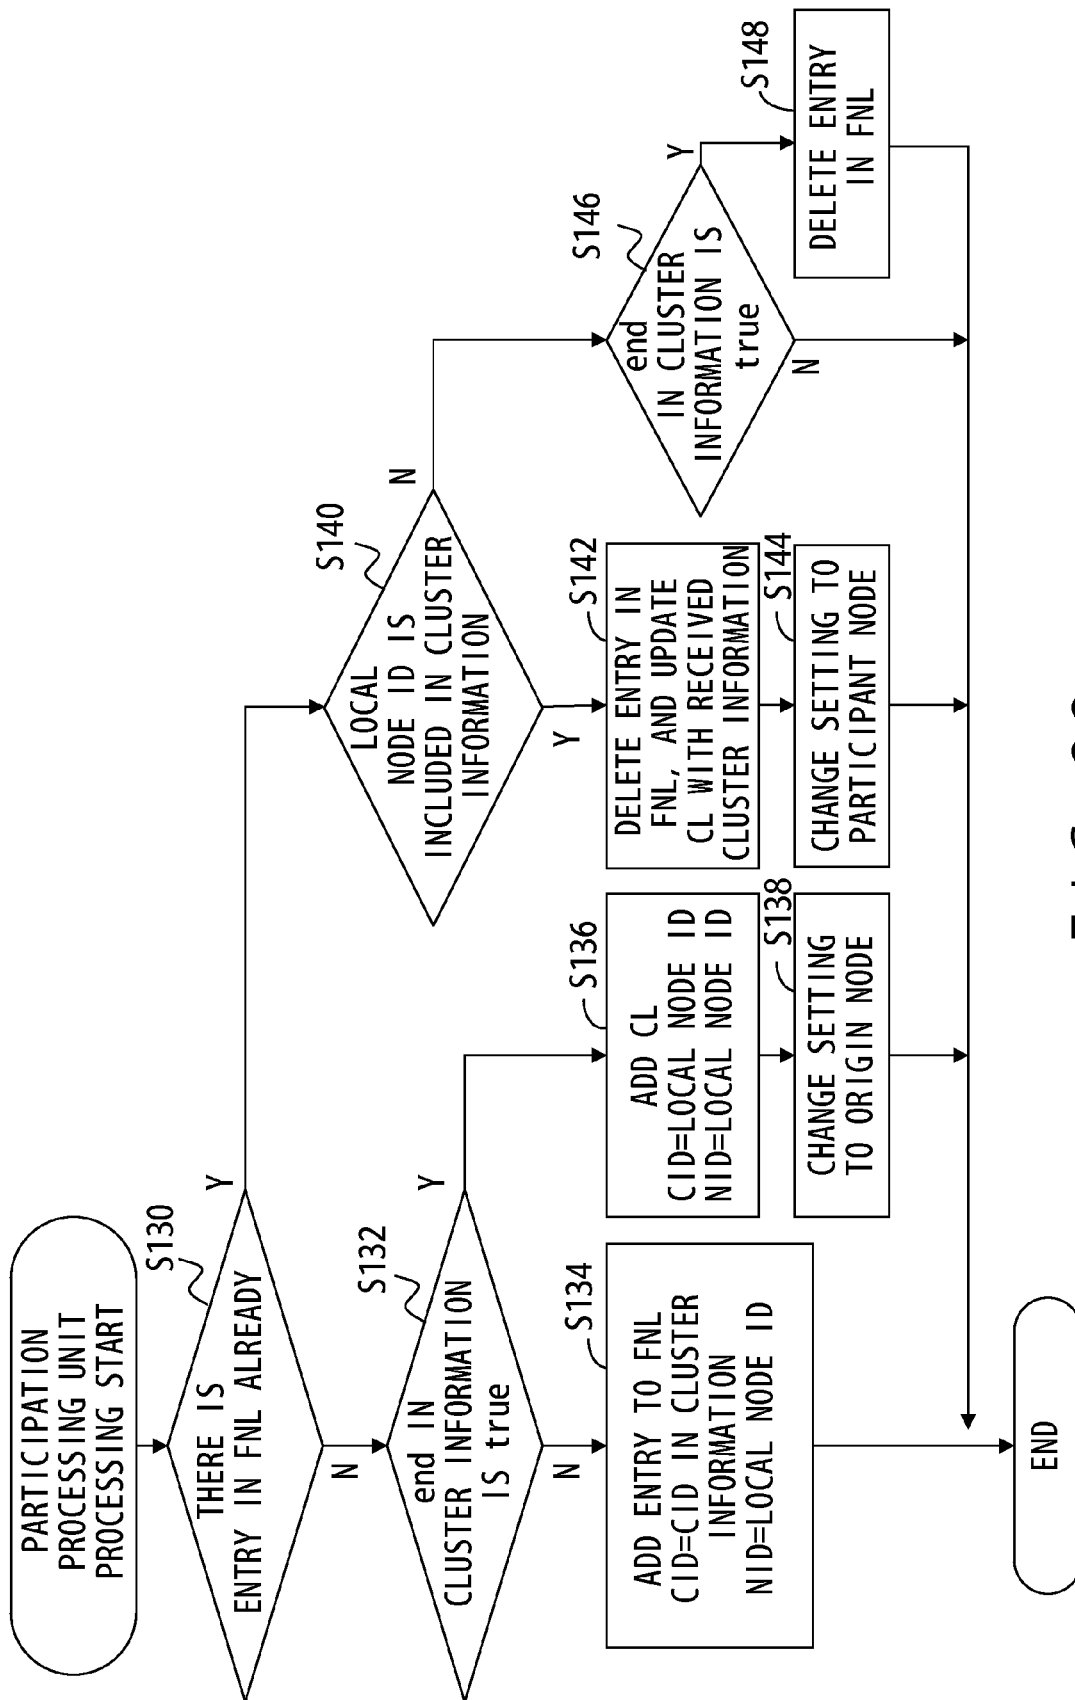 PARTICIPATION
PROCESSING UNIT
PROCESSING START
S130
THERE IS
ENTRY IN FNL ALREADY
Y
N
S132
end IN
CLUSTER INFORMATION
IS true
Y
N
S134
ADD ENTRY TO FNL
CID=CID IN CLUSTER
INFORMATION
NID=LOCAL NODE ID
S136
ADD CL
CID=LOCAL NODE ID
NID=LOCAL NODE ID
S138
CHANGE SETTING
TO ORIGIN NODE
S140
LOCAL
NODE ID IS
INCLUDED IN CLUSTER
INFORMATION
N
Y
S142
DELETE ENTRY IN
FNL, AND UPDATE
CL WITH RECEIVED
CLUSTER INFORMATION
S144
CHANGE SETTING TO
PARTICIPANT NODE
S146
end
IN CLUSTER
INFORMATION IS
true
Y
N
S148
DELETE ENTRY
IN FNL
END